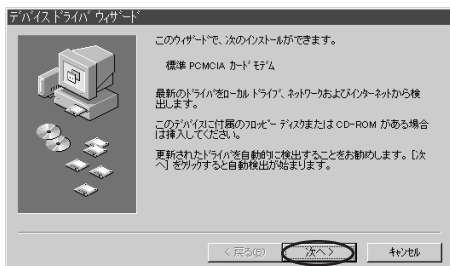 ﾃﾞﾊﾞｲｽ ﾄﾞﾗｲﾊﾞ ｳｨｻﾞｰﾄﾞ
このｳｨｻﾞｰﾄﾞで、次のｲﾝｽﾄｰﾙができます。
標準 PCMCIA ｶｰﾄﾞ ﾓﾃﾞﾑ
最新のﾄﾞﾗｲﾊﾞをﾛｰｶﾙ ﾄﾞﾗｲﾌﾞ、ﾈｯﾄﾜｰｸおよびｲﾝﾀｰﾈｯﾄから検
出します。
このﾃﾞﾊﾞｲｽに付属のﾌﾛｯﾋﾟｰ ﾃﾞｨｽｸまたは CD-ROM がある場合
は挿入してください。
更新されたﾄﾞﾗｲﾊﾞを自動的に検出することをお勧めします。[次
へ] をｸﾘｯｸすると自動検出が始まります。
< 戻る(B)
次へ >
ｷｬﾝｾﾙ